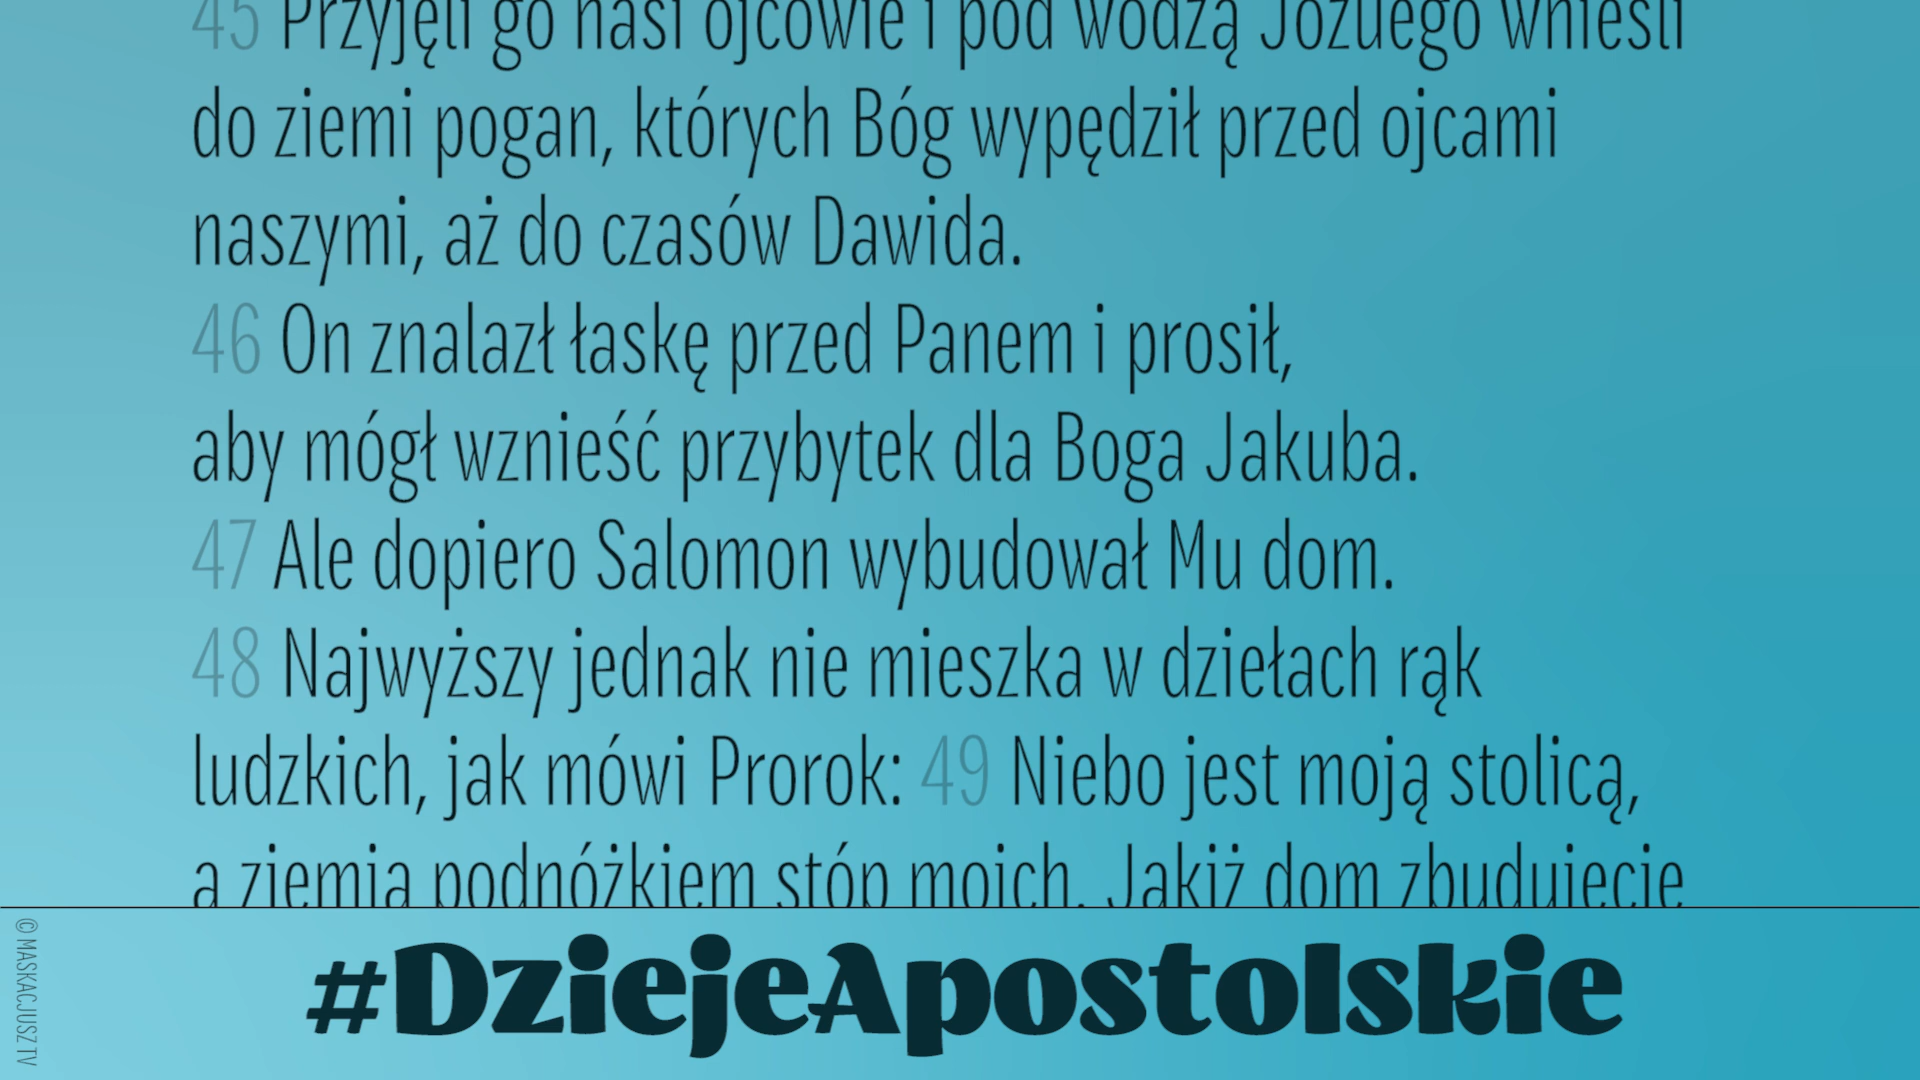 45 Przyjęli go nasi ojcowie i pod wodzą Jozuego wnieśli
do ziemi pogan, których Bóg wypędził przed ojcami
naszymi, aż do czasów Dawida.
46 On znalazł łaskę przed Panem i prosił,
aby mógł wznieść przybytek dla Boga Jakuba.
47 Ale dopiero Salomon wybudował Mu dom.
48 Najwyższy jednak nie mieszka w dziełach rąk
ludzkich, jak mówi Prorok: 49 Niebo jest moją stolicą,
a ziemia podnóżkiem stóp moich. Jakiż dom zbudujecie
#DziejeApostolskie
© MASKACJUSZ TV